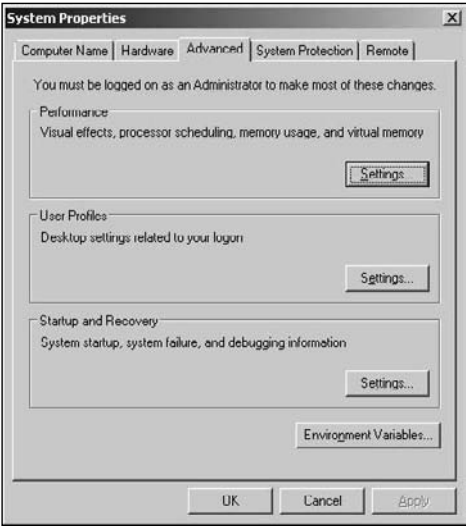 System Properties
Computer Name Hardware Advanced System Protection Remote
You must be logged on as an Administrator to make most of these changes.
Performance
Visual effects, processor scheduling, memory usage, and virtual memory
Settings...
User Profiles
Desktop settings related to your logon
Settings...
Startup and Recovery
System startup, system failure, and debugging information
Settings...
Environment Variables...
OK Cancel Apply